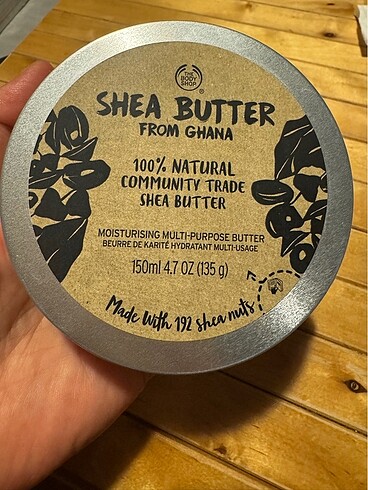 THE
BODY
SHOP
®
SHEA BUTTER
FROM GHANA
100% NATURAL
COMMUNITY TRADE
SHEA BUTTER
MOISTURISING MULTI-PURPOSE BUTTER
BEURRE DE KARITÉ HYDRATANT MULTI-USAGE
150ml 4.7 OZ (135 g)
Made with 192 shea nuts